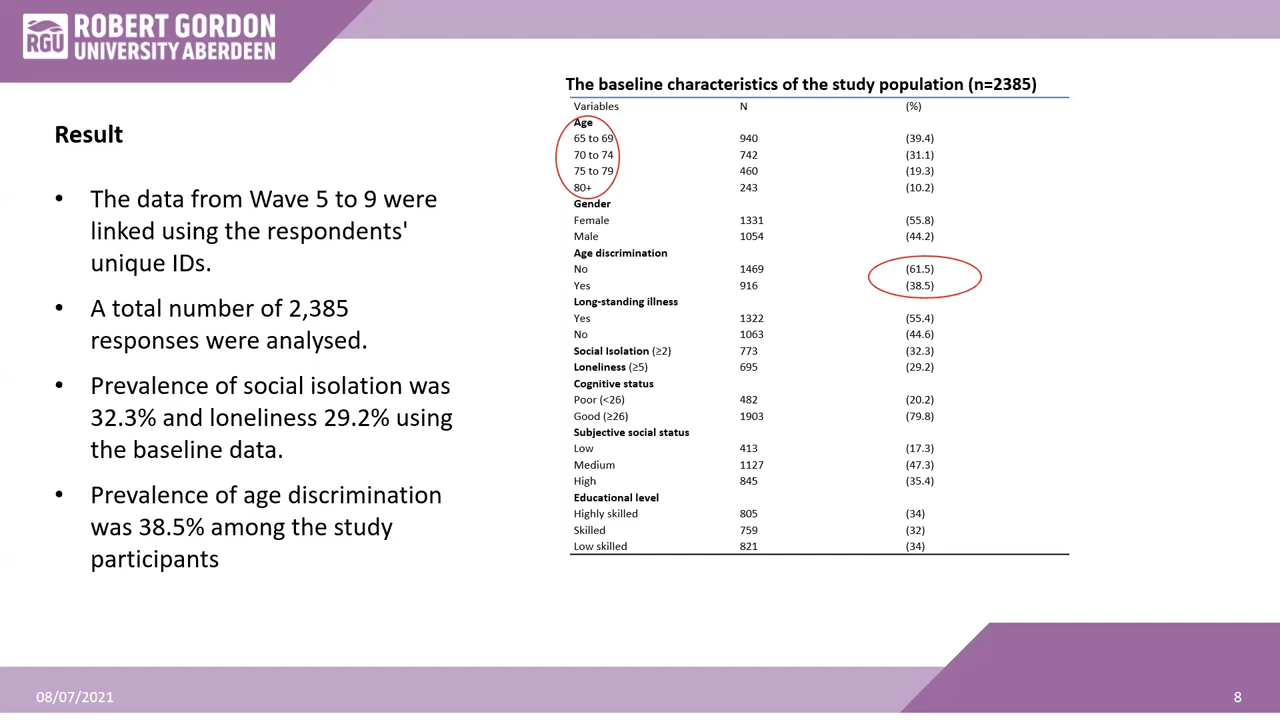 ROBERT GORDON
RGU
UNIVERSITY ABERDEEN
Result
• The data from Wave 5 to 9 were
linked using the respondents'
unique IDs.
• A total number of 2,385
responses were analysed.
• Prevalence of social isolation was
32.3% and loneliness 29.2% using
the baseline data.
• Prevalence of age discrimination
was 38.5% among the study
participants
The baseline characteristics of the study population (n=2385)
Variables N (%)
Age
65 to 69 940 (39.4)
70 to 74 742 (31.1)
75 to 79 460 (19.3)
80+ 243 (10.2)
Gender
Female 1331 (55.8)
Male 1054 (44.2)
Age discrimination
No 1469 (61.5)
Yes 916 (38.5)
Long-standing illness
Yes 1322 (55.4)
No 1063 (44.6)
Social Isolation (≥2) 773 (32.3)
Loneliness (≥5) 695 (29.2)
Cognitive status
Poor (<26) 482 (20.2)
Good (≥26) 1903 (79.8)
Subjective social status
Low 413 (17.3)
Medium 1127 (47.3)
High 845 (35.4)
Educational level
Highly skilled 805 (34)
Skilled 759 (32)
Low skilled 821 (34)
08/07/2021
8